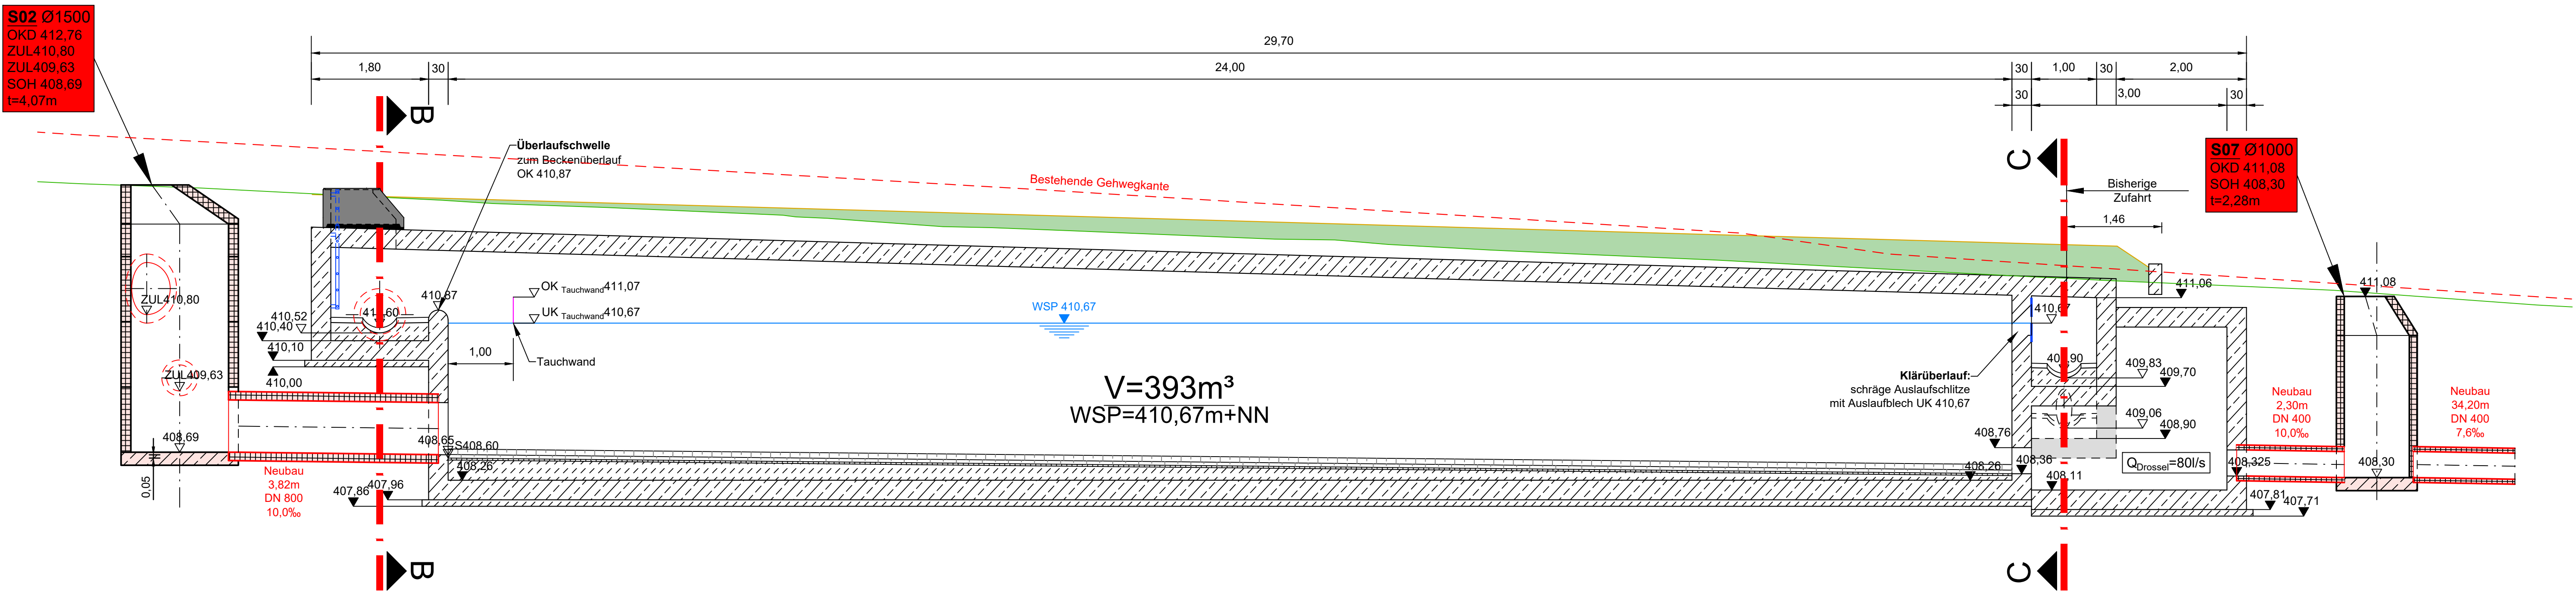 S02 Ø1500
OKD 412,76
ZUL410,80
ZUL409,63
SOH 408,69
t=4,07m
29,70
1,80
30
24,00
30
1,00
30
2,00
30
3,00
30
B
C
Überlaufschwelle
zum Beckenüberlauf
OK 410,87
Bestehende Gehwegkante
Bisherige
Zufahrt
1,46
S07 Ø1000
OKD 411,08
SOH 408,30
t=2,28m
ZUL410,80
410,87
OK Tauchwand411,07
UK Tauchwand410,67
WSP 410,67
411,06
411,08
410,52
410,40
410,10
410,00
1,00
Tauchwand
ZUL409,63
V=393m³
WSP=410,67m+NN
Klärüberlauf:
schräge Auslaufschlitze
mit Auslaufblech UK 410,67
409,83
409,70
409,06
408,90
408,76
408,69
408,65
S408,60
408,26
408,26
408,36
408,11
QDrossel=80l/s
408,325
408,30
0,05
Neubau
3,82m
DN 800
10,0‰
407,86
407,96
Neubau
2,30m
DN 400
10,0‰
Neubau
34,20m
DN 400
7,6‰
407,81
407,71
B
C